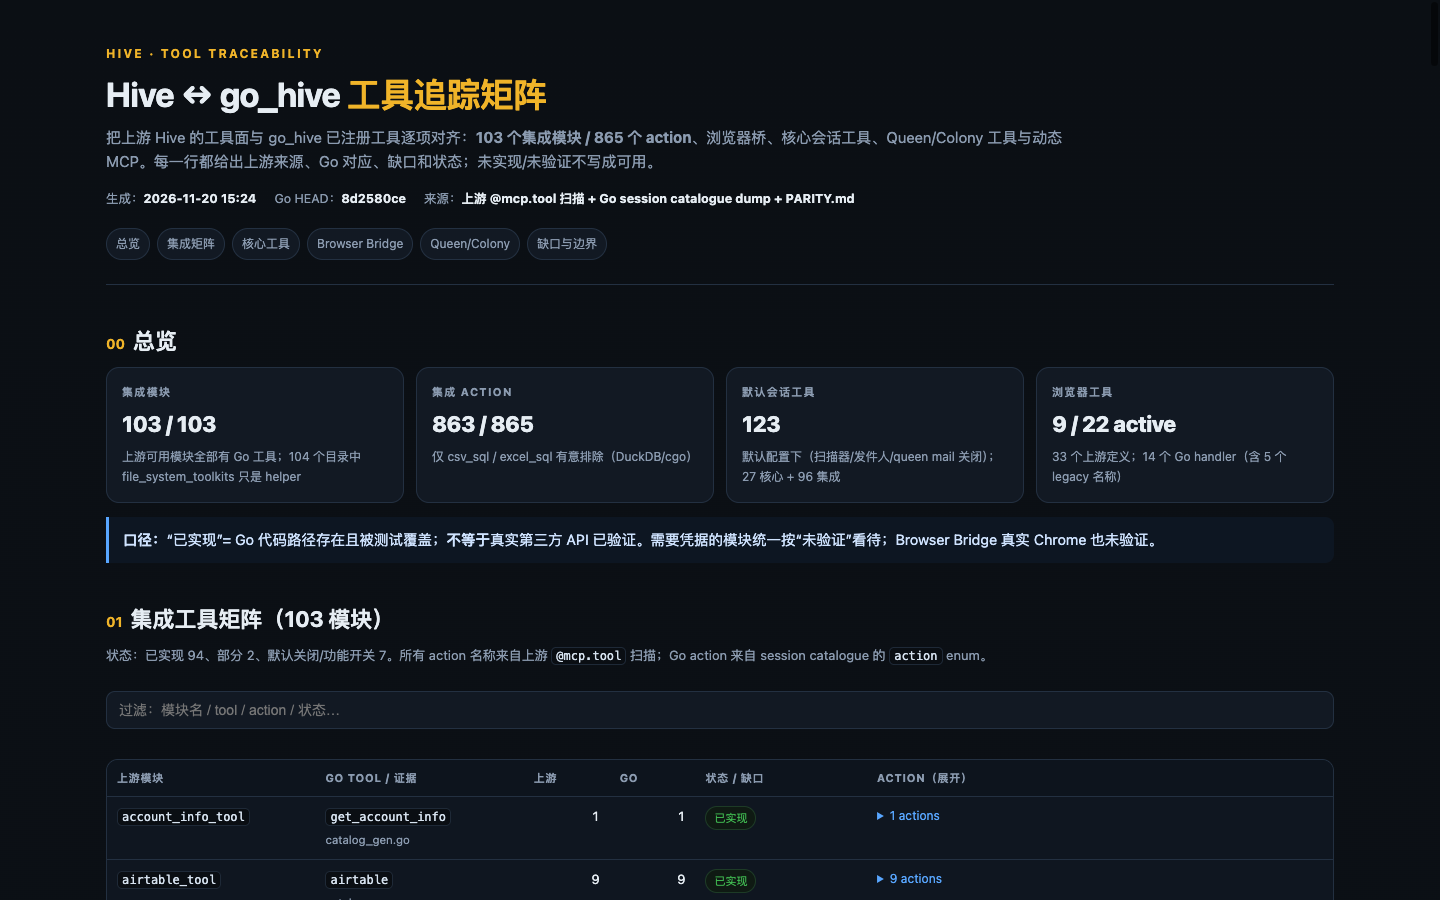 HIVE · TOOL TRACEABILITY
Hive ↔ go_hive 工具追踪矩阵
把上游 Hive 的工具面与 go_hive 已注册工具逐项对齐：103 个集成模块 / 865 个 action、浏览器桥、核心会话工具、Queen/Colony 工具与动态
MCP。每一行都给出上游来源、Go 对应、缺口和状态；未实现/未验证不写成可用。
生成：2026-11-20 15:24 Go HEAD：8d2580ce 来源：上游 @mcp.tool 扫描 + Go session catalogue dump + PARITY.md
总览 集成矩阵 核心工具 Browser Bridge Queen/Colony 缺口与边界
00 总览
集成模块
103 / 103
上游可用模块全部有 Go 工具；104 个目录中
file_system_toolkits 只是 helper
集成 ACTION
863 / 865
仅 csv_sql / excel_sql 有意排除（DuckDB/cgo）
默认会话工具
123
默认配置下（扫描器/发件人/queen mail 关闭）；
27 核心 + 96 集成
浏览器工具
9 / 22 active
33 个上游定义；14 个 Go handler（含 5 个
legacy 名称）
口径：“已实现”= Go 代码路径存在且被测试覆盖；不等于真实第三方 API 已验证。需要凭据的模块统一按“未验证”看待；Browser Bridge 真实 Chrome 也未验证。
01 集成工具矩阵（103 模块）
状态：已实现 94、部分 2、默认关闭/功能开关 7。所有 action 名称来自上游 @mcp.tool 扫描；Go action 来自 session catalogue 的 action enum。
过滤：模块名 / tool / action / 状态…
上游模块 GO TOOL / 证据 上游 GO 状态 / 缺口 ACTION（展开）
account_info_tool get_account_info 1 1 已实现 ▶ 1 actions
catalog_gen.go
airtable_tool airtable 9 9 已实现 ▶ 9 actions